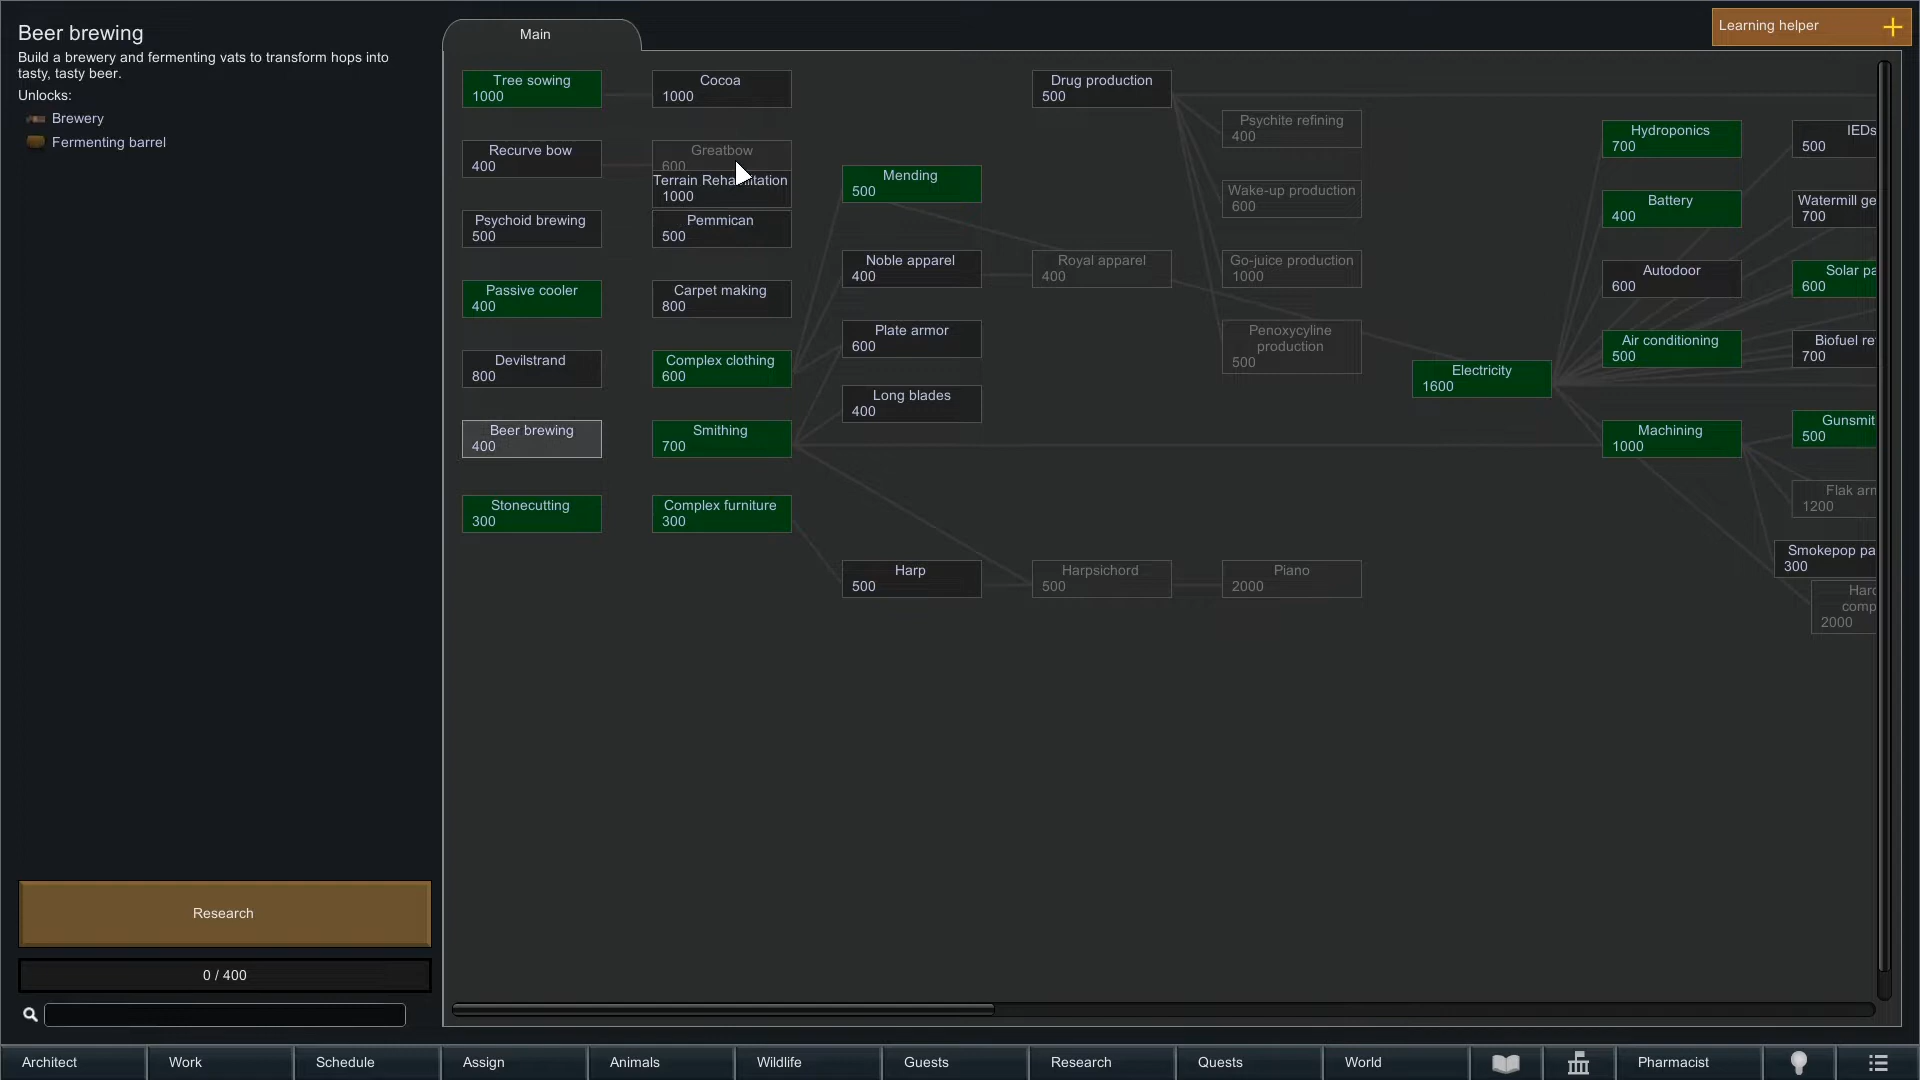 Beer brewing
Build a brewery and fermenting vats to transform hops into
tasty, tasty beer.
Unlocks:
Brewery
Fermenting barrel
Research
0 / 400
Main
Learning helper
Tree sowing
1000
Cocoa
1000
Drug production
500
Psychite refining
400
Hydroponics
700
IEDs
500
Recurve bow
400
Greatbow
600
Terrain Rehabilitation
1000
Mending
500
Wake-up production
600
Battery
400
Watermill ge
700
Psychoid brewing
500
Pemmican
500
Noble apparel
400
Royal apparel
400
Go-juice production
1000
Autodoor
600
Solar pa
600
Passive cooler
400
Carpet making
800
Plate armor
600
Penoxycyline
production
500
Air conditioning
500
Biofuel re
700
Devilstrand
800
Complex clothing
600
Long blades
400
Electricity
1600
Beer brewing
400
Smithing
700
Machining
1000
Gunsmit
500
Stonecutting
300
Complex furniture
300
Flak arm
1200
Harp
500
Harpsichord
500
Piano
2000
Smokepop pa
300
comp
2000
Architect
Work
Schedule
Assign
Animals
Wildlife
Guests
Research
Quests
World
Pharmacist